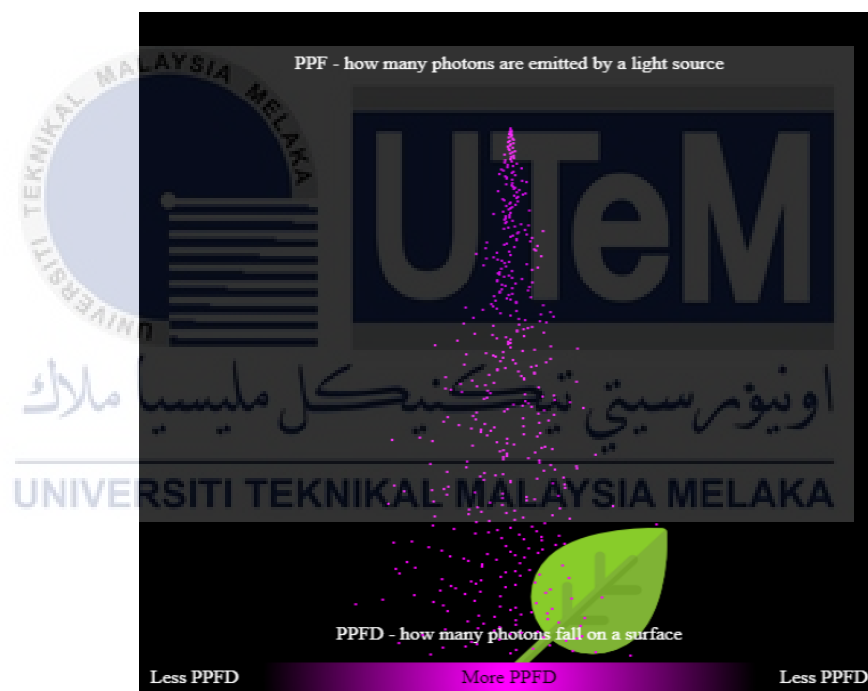 PPF - how many photons are emitted by a light source
UNIVERSITI TEKNIKAL MALAYSIA MELAKA
UTeM
اونيۏرسيتي تيكنيكل مليسيا ملاك
UNIVERSITI TEKNIKAL MALAYSIA MELAKA
PPFD - how many photons fall on a surface
Less PPFD More PPFD Less PPFD